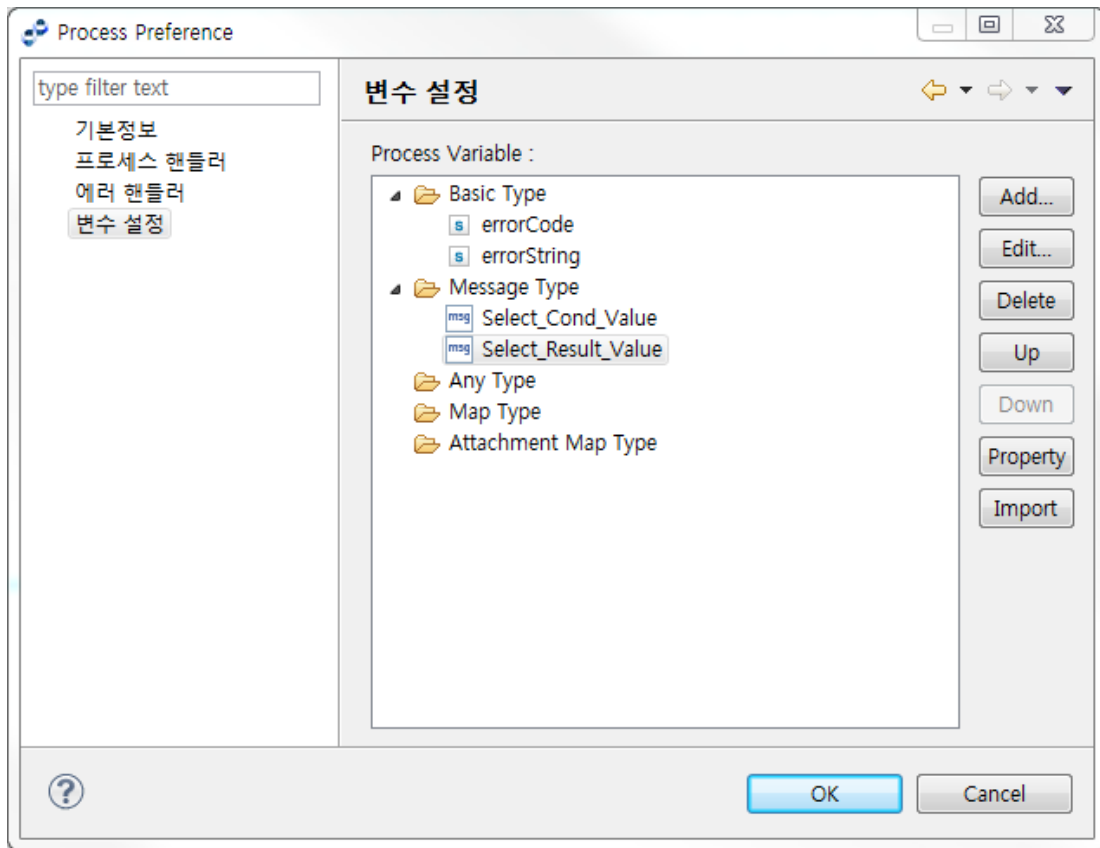 Process Preference
type filter text
기본정보
프로세스 핸들러
에러 핸들러
변수 설정
변수 설정
Process Variable :
Basic Type
s errorCode
s errorString
Message Type
msg Select_Cond_Value
msg Select_Result_Value
Any Type
Map Type
Attachment Map Type
Add...
Edit...
Delete
Up
Down
Property
Import
?
OK
Cancel